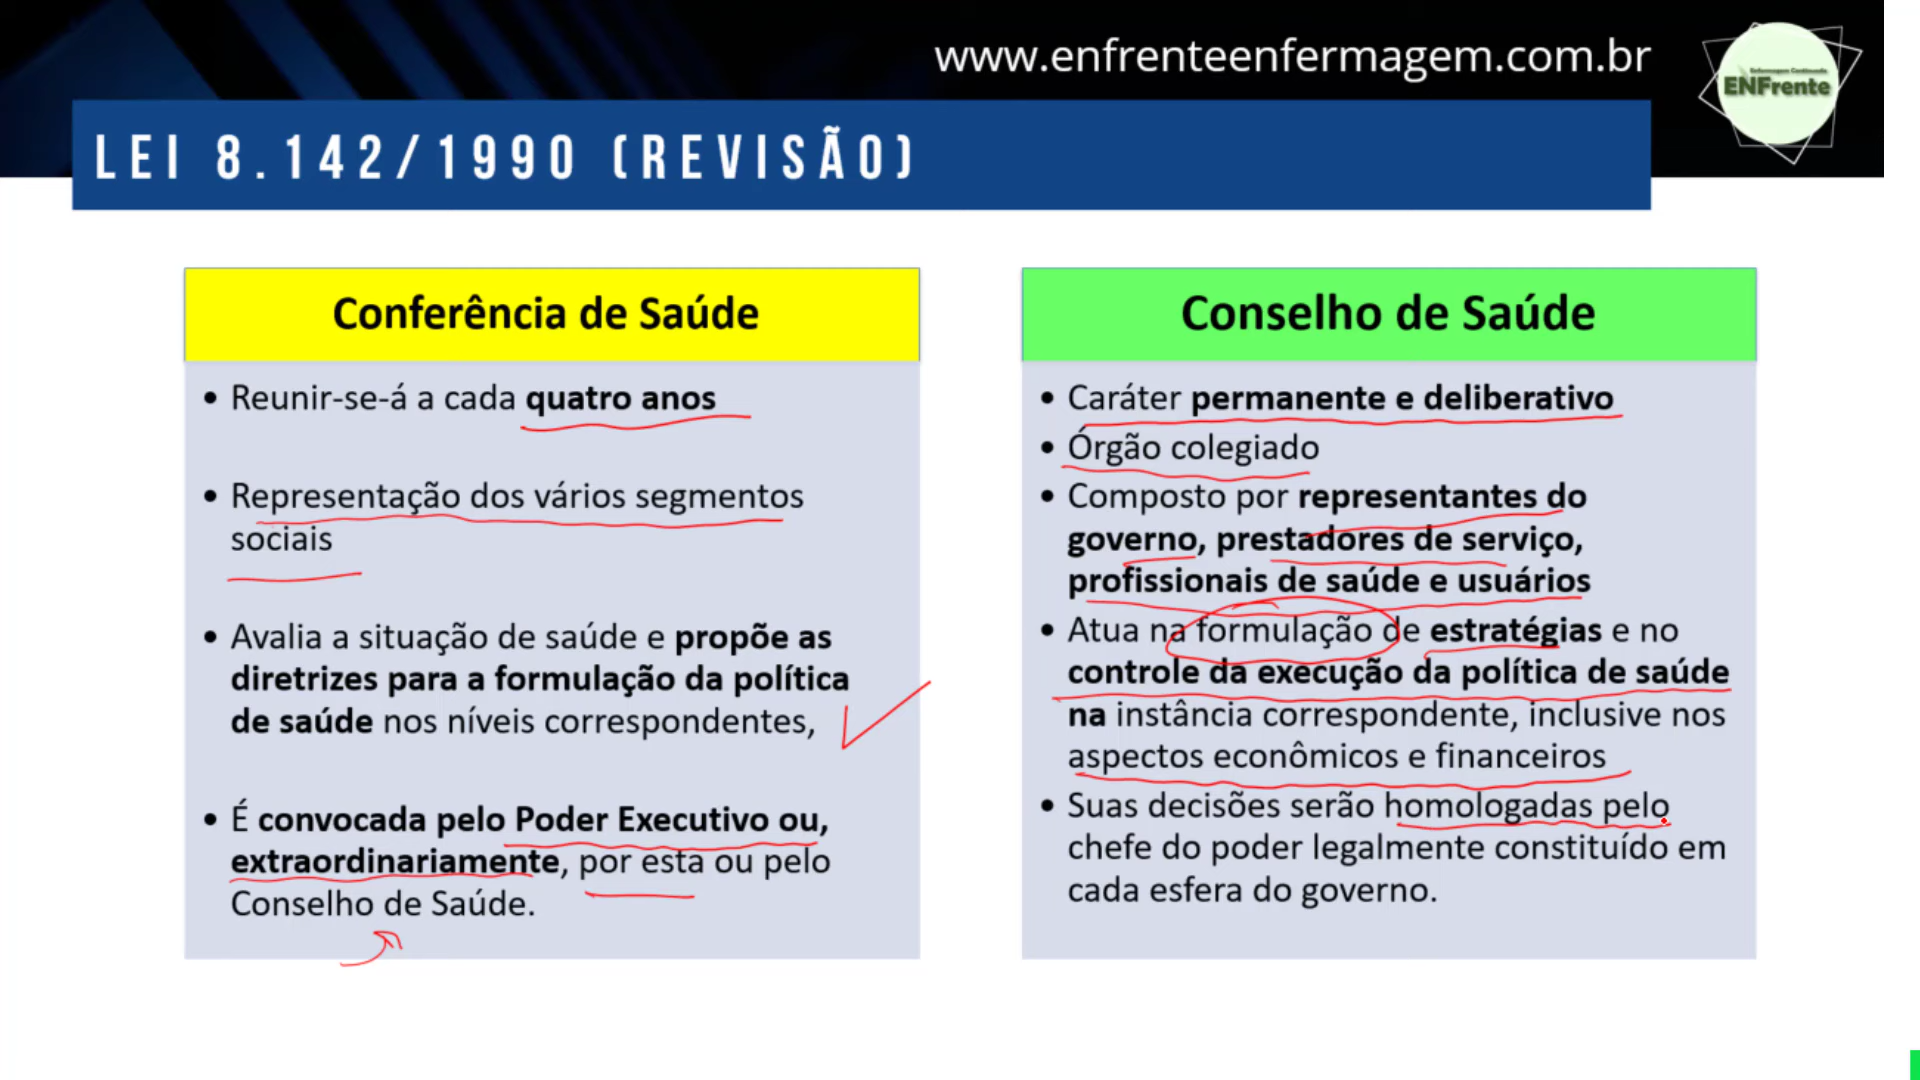 www.enfrenteenfermagem.com.br
Enfermagem Continuada
ENFrente
LEI 8.142/1990 (REVISÃO)
Conferência de Saúde
• Reunir-se-á a cada quatro anos
• Representação dos vários segmentos
sociais
• Avalia a situação de saúde e propõe as
diretrizes para a formulação da política
de saúde nos níveis correspondentes,
• É convocada pelo Poder Executivo ou,
extraordinariamente, por esta ou pelo
Conselho de Saúde.
Conselho de Saúde
• Caráter permanente e deliberativo
• Órgão colegiado
• Composto por representantes do
governo, prestadores de serviço,
profissionais de saúde e usuários
• Atua na formulação de estratégias e no
controle da execução da política de saúde
na instância correspondente, inclusive nos
aspectos econômicos e financeiros
• Suas decisões serão homologadas pelo
chefe do poder legalmente constituído em
cada esfera do governo.